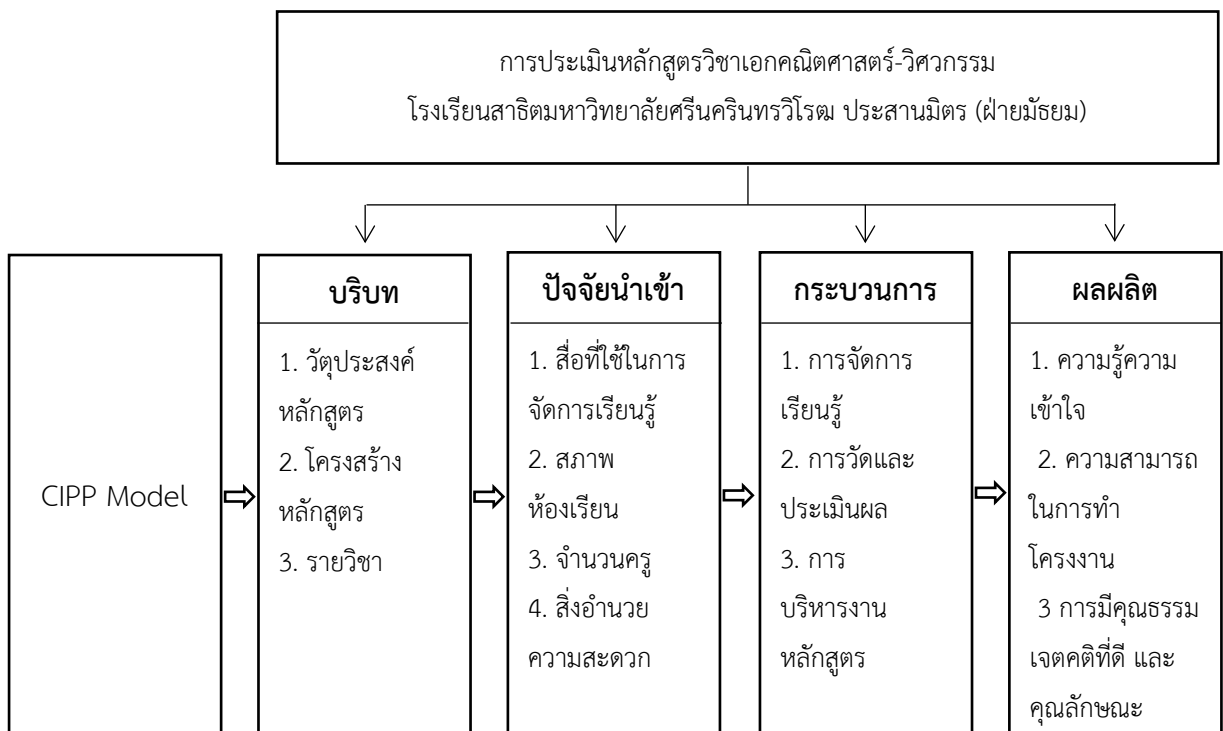 การประเมินหลักสูตรวิชาเอกคณิตศาสตร์-วิศวกรรม
โรงเรียนสาธิตมหาวิทยาลัยศรีนครินทรวิโรฒ ประสานมิตร (ฝ่ายมัธยม)
CIPP Model
บริบท
1. วัตุประสงค์
หลักสูตร
2. โครงสร้าง
หลักสูตร
3. รายวิชา
ปัจจัยนำเข้า
1. สื่อที่ใช้ในการ
จัดการเรียนรู้
2. สภาพ
ห้องเรียน
3. จำนวนครู
4. สิ่งอำนวย
ความสะดวก
กระบวนการ
1. การจัดการ
เรียนรู้
2. การวัดและ
ประเมินผล
3. การ
บริหารงาน
หลักสูตร
ผลผลิต
1. ความรู้ความ
เข้าใจ
2. ความสามารถ
ในการทำ
โครงงาน
3 การมีคุณธรรม
เจตคติที่ดี และ
คุณลักษณะ